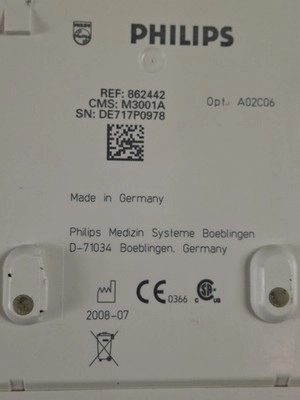 PHILIPS
REF: 862442
CMS: M3001A
Opt. A02C06
SN: DE717P0978
Made in Germany
Philips Medizin Systeme Boeblingen
D-71034 Boeblingen, Germany
CE 0366
C US
2008-07